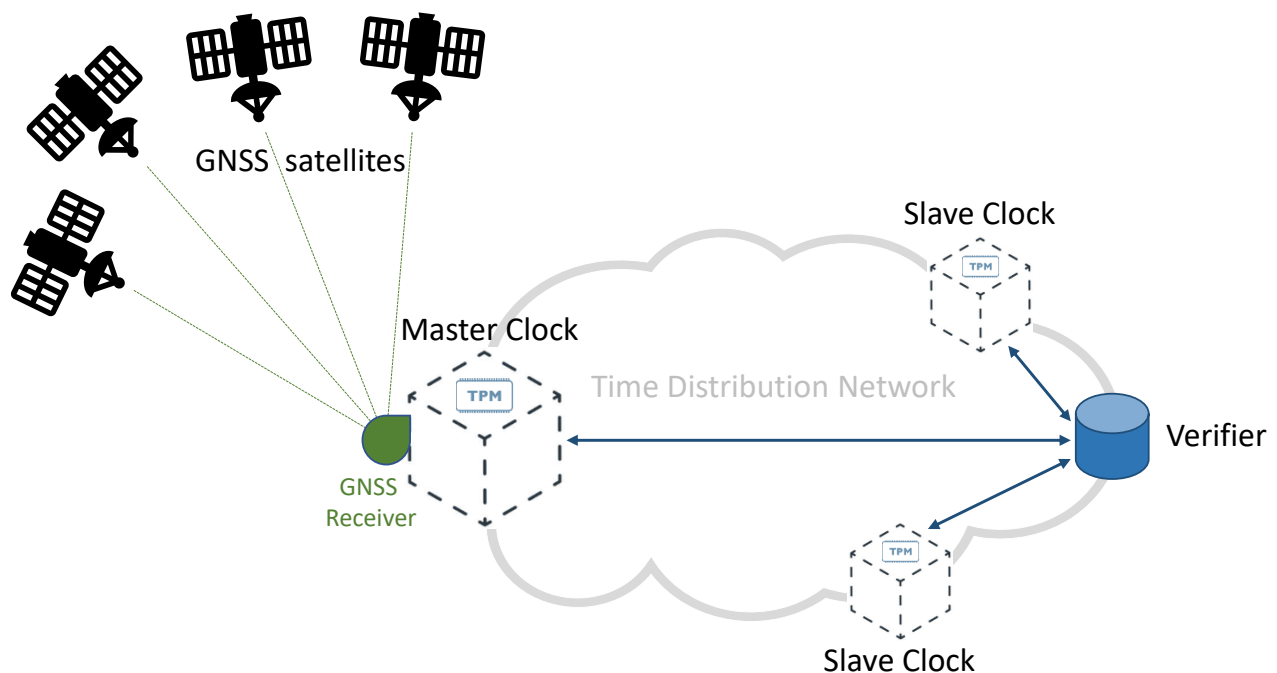 GNSS satellites
Slave Clock
TPM
Master Clock
TPM
Time Distribution Network
Verifier
GNSS
Receiver
TPM
Slave Clock